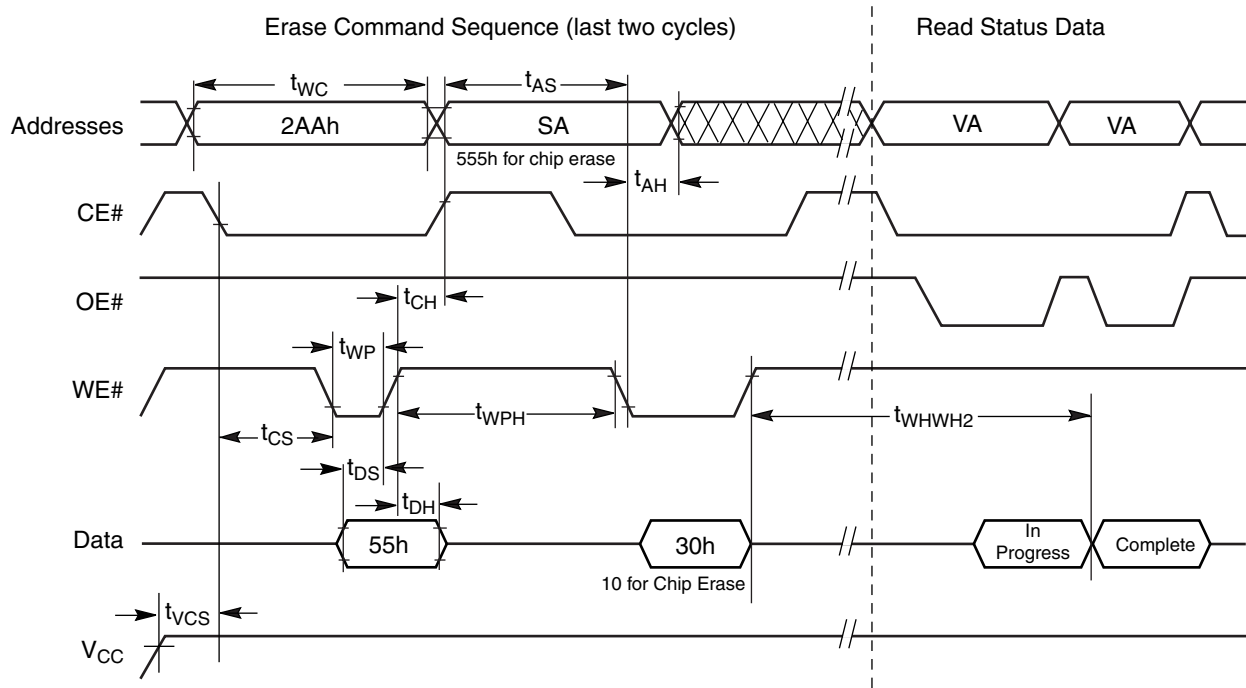 Erase Command Sequence (last two cycles)
Read Status Data
tWC
tAS
Addresses
2AAh
SA
VA
VA
555h for chip erase
tAH
CE#
OE#
tCH
tWP
WE#
tWPH
tWHWH2
tCS
tDS
tDH
Data
55h
30h
In
Progress
Complete
10 for Chip Erase
tVCS
VCC